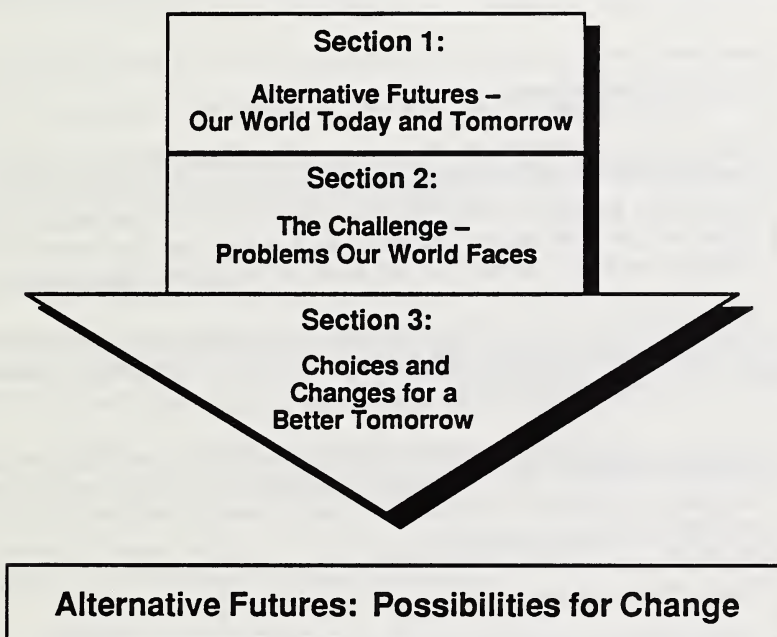 Section 1:
Alternative Futures –
Our World Today and Tomorrow
Section 2:
The Challenge –
Problems Our World Faces
Section 3:
Choices and
Changes for a
Better Tomorrow
Alternative Futures: Possibilities for Change